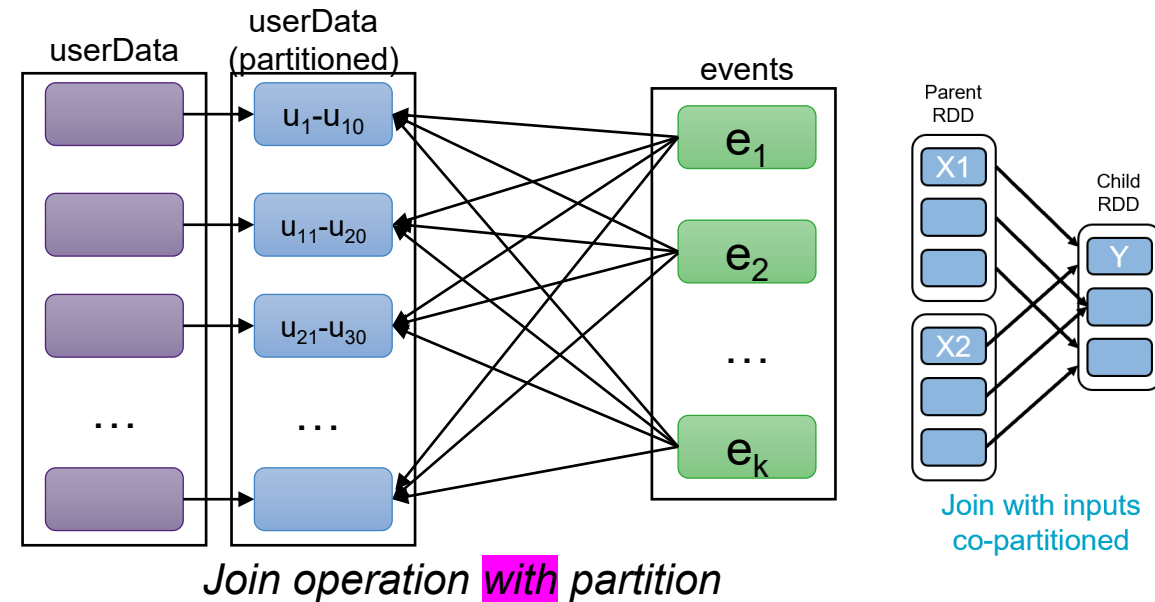 userData
userData
(partitioned)
u1-u10
u11-u20
u21-u30
...
...
events
e1
e2
...
ek
Join operation with partition
Parent
RDD
X1
X2
Child
RDD
Y
Join with inputs
co-partitioned